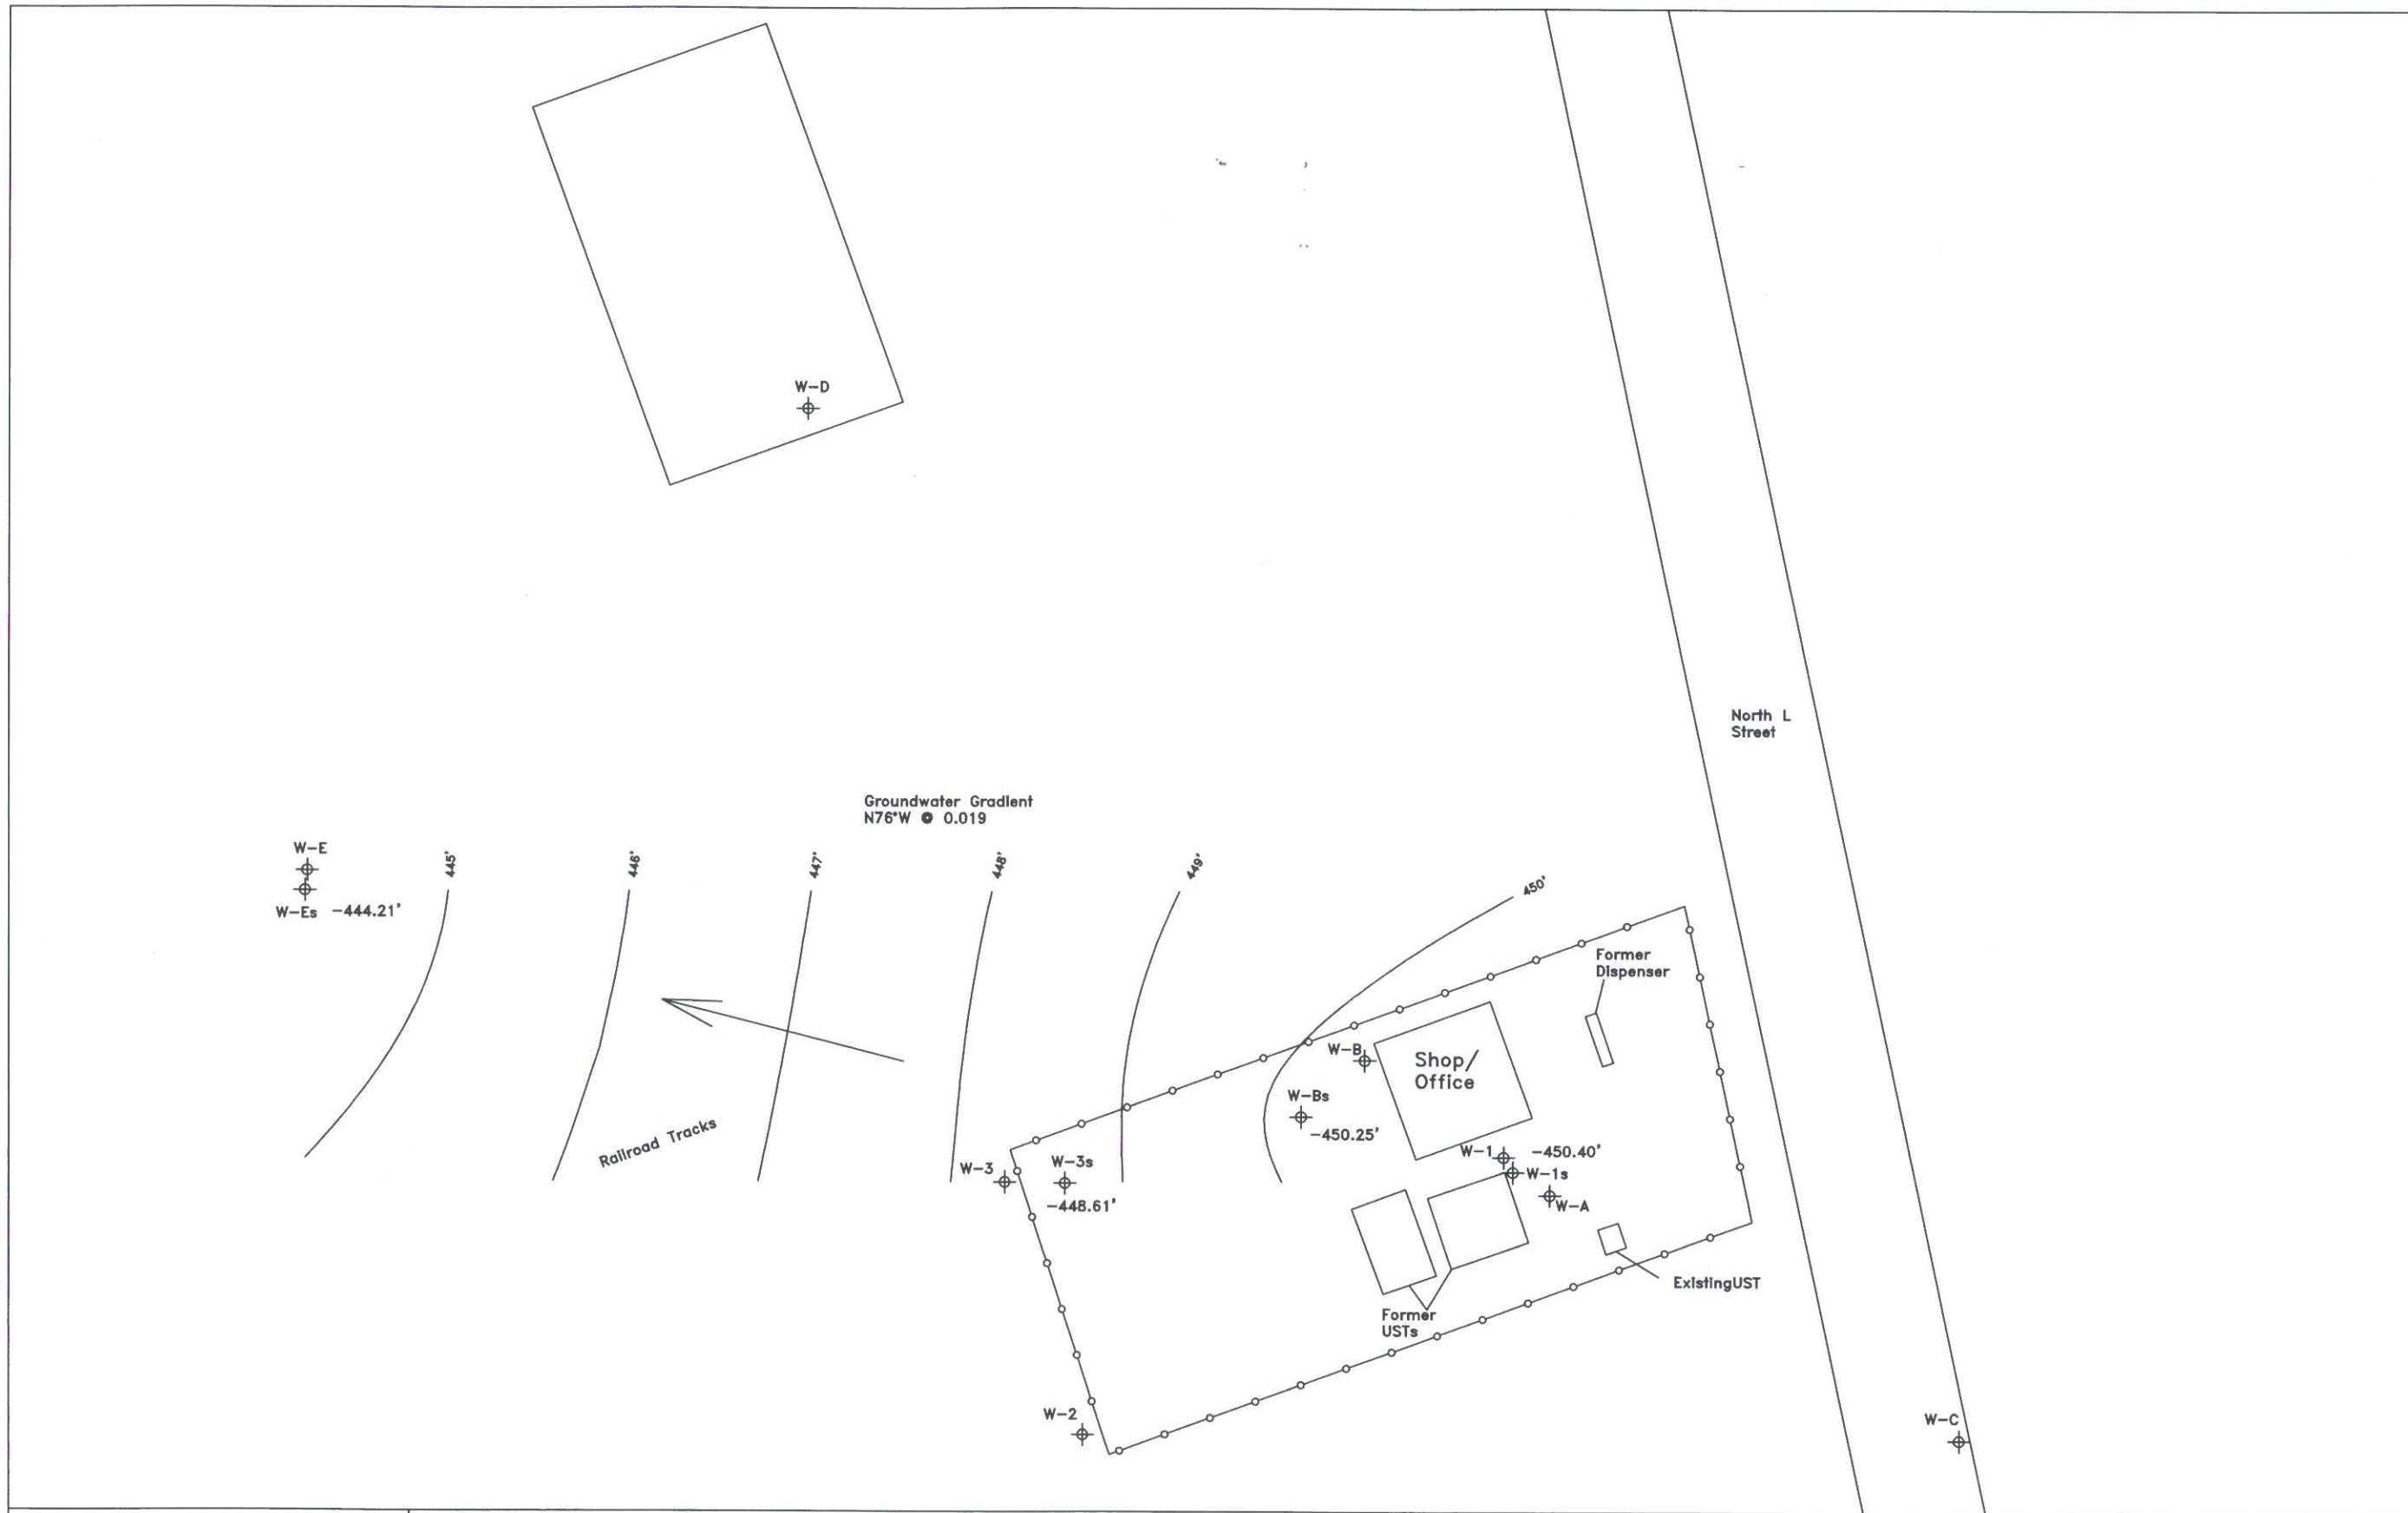 W-D
North L
Street
Groundwater Gradient
N76°W @ 0.019
W-E
W-Es -444.21'
445'
446'
447'
448'
449'
450'
Former
Dispenser
W-B
Shop/
Office
W-Bs
-450.25'
Railroad Tracks
W-3
W-3s
-448.61'
W-1 -450.40'
W-1s
W-A
ExistingUST
Former
USTs
W-2
W-C